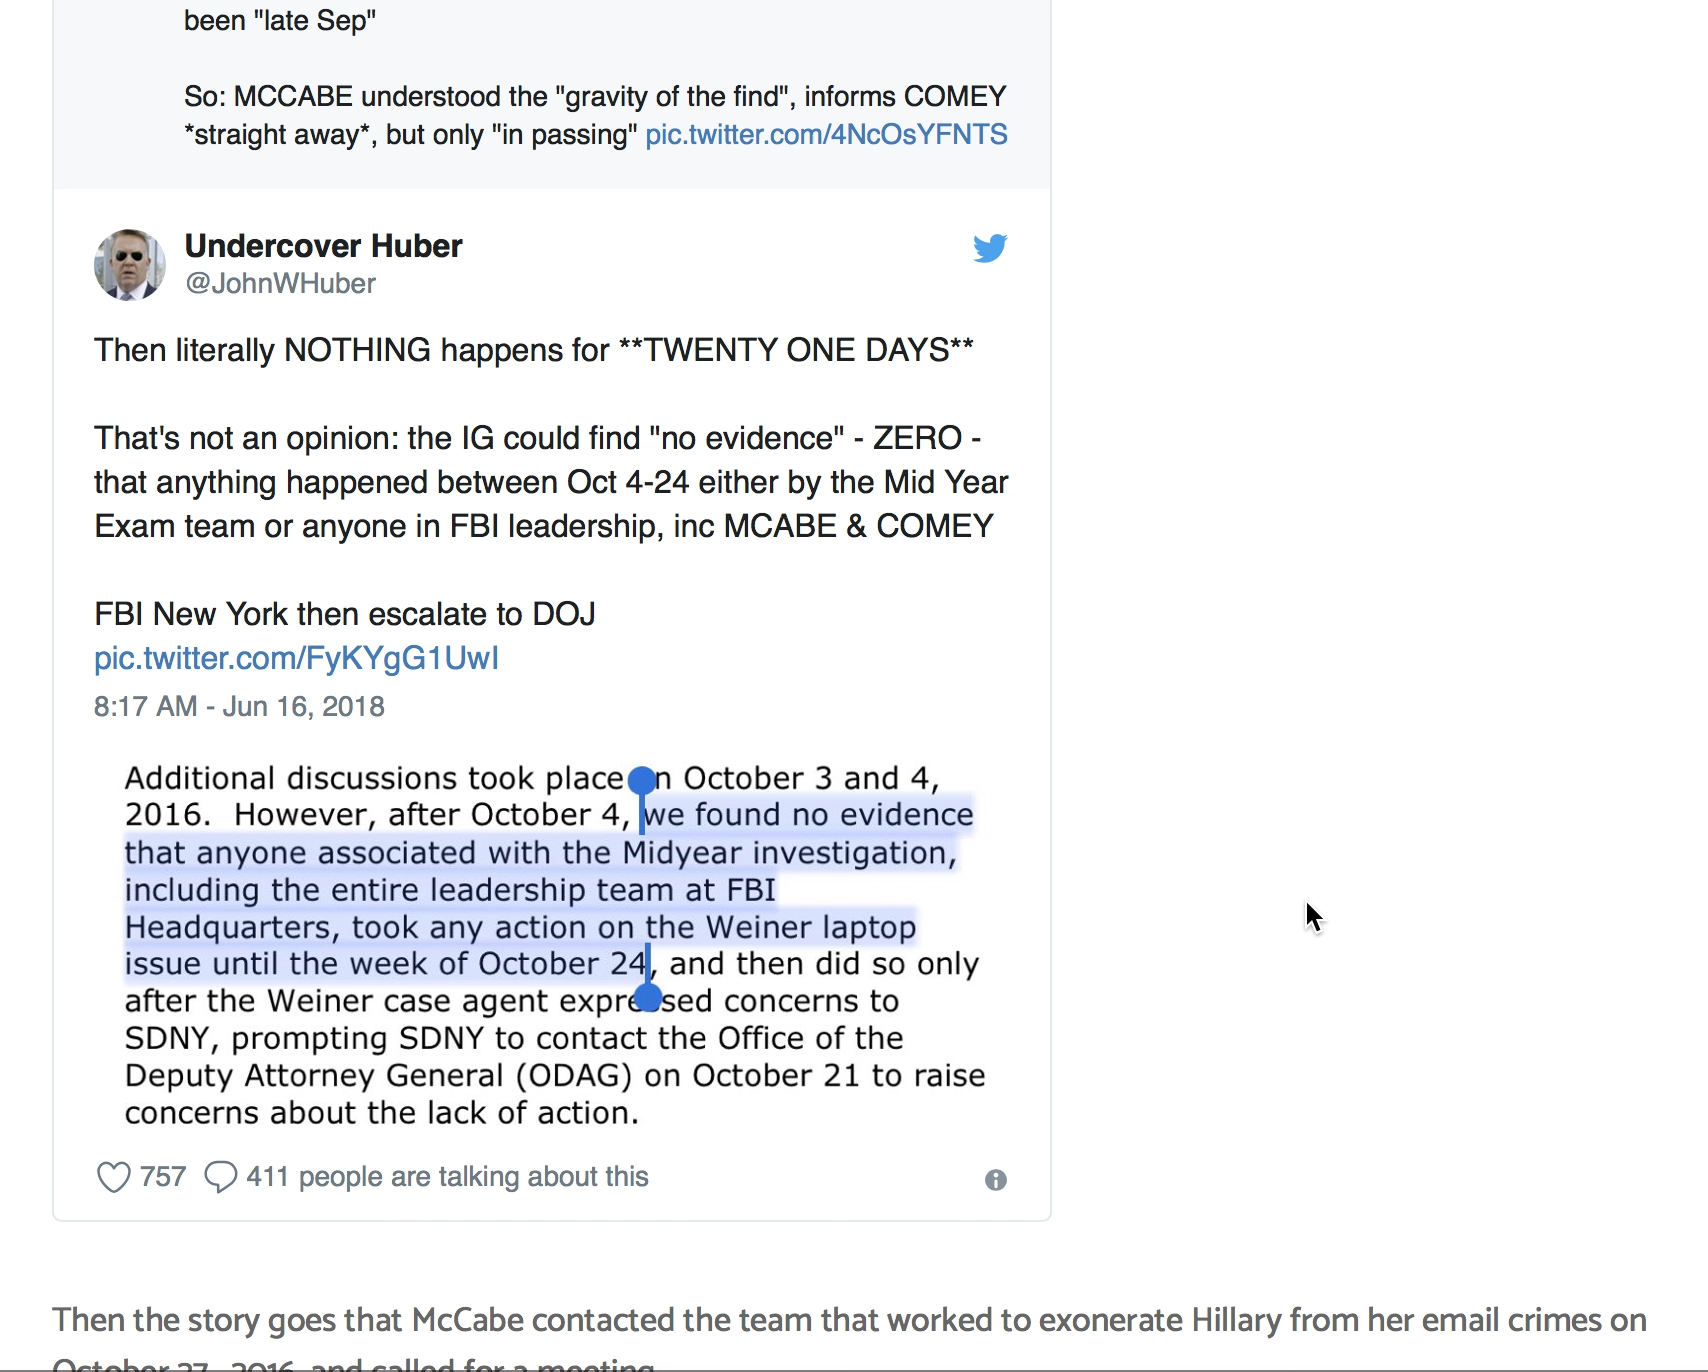 been "late Sep"
So: MCCABE understood the "gravity of the find", informs COMEY
*straight away*, but only "in passing" pic.twitter.com/4NcOsYFNTS
Undercover Huber
@JohnWHuber
Then literally NOTHING happens for **TWENTY ONE DAYS**
That's not an opinion: the IG could find "no evidence" - ZERO -
that anything happened between Oct 4-24 either by the Mid Year
Exam team or anyone in FBI leadership, inc MCABE & COMEY
FBI New York then escalate to DOJ
pic.twitter.com/FyKYgG1UwI
8:17 AM - Jun 16, 2018
Additional discussions took place on October 3 and 4,
2016. However, after October 4, we found no evidence
that anyone associated with the Midyear investigation,
including the entire leadership team at FBI
Headquarters, took any action on the Weiner laptop
issue until the week of October 24, and then did so only
after the Weiner case agent expressed concerns to
SDNY, prompting SDNY to contact the Office of the
Deputy Attorney General (ODAG) on October 21 to raise
concerns about the lack of action.
757 411 people are talking about this
Then the story goes that McCabe contacted the team that worked to exonerate Hillary from her email crimes on
October 27, 2016, and called for a meeting